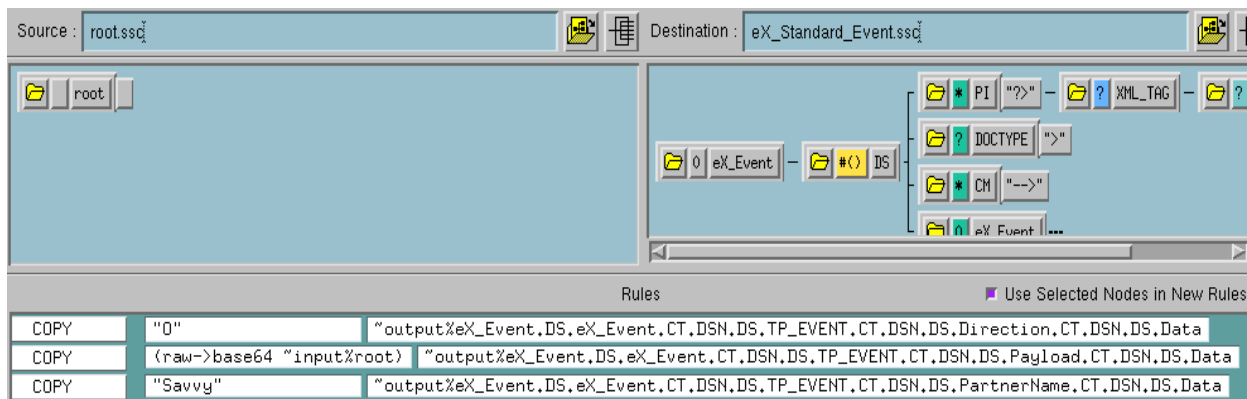 Source : root.ssc
Destination : eX_Standard_Event.ssc
root
* PI "?>" ? XML_TAG ?
? DOCTYPE ">"
0 eX_Event #() DS
* CM "-->"
0 eX_Event
Rules
Use Selected Nodes in New Rules
COPY "O" ~output%eX_Event.DS.eX_Event.CT.DSN.DS.TP_EVENT.CT.DSN.DS.Direction.CT.DSN.DS.Data
COPY (raw->base64 ~input%root) ~output%eX_Event.DS.eX_Event.CT.DSN.DS.TP_EVENT.CT.DSN.DS.Payload.CT.DSN.DS.Data
COPY "Savvy" ~output%eX_Event.DS.eX_Event.CT.DSN.DS.TP_EVENT.CT.DSN.DS.PartnerName.CT.DSN.DS.Data